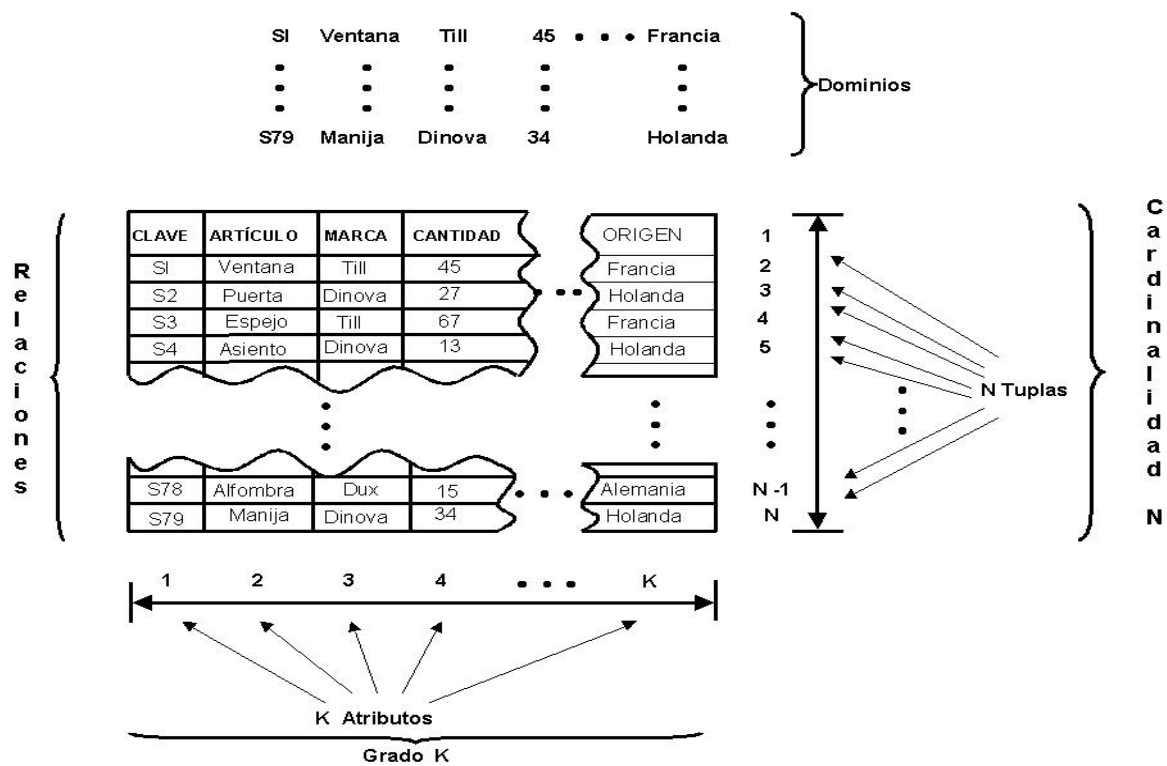 SI Ventana Till 45 Francia
Dominios
S79 Manija Dinova 34 Holanda
Relaciones
CLAVE ARTÍCULO MARCA CANTIDAD ORIGEN 1
SI Ventana Till 45 Francia 2
S2 Puerta Dinova 27 Holanda 3
S3 Espejo Till 67 Francia 4
S4 Asiento Dinova 13 Holanda 5
N Tuplas
Cardinalidad N
S78 Alfombra Dux 15 Alemania N -1
S79 Manija Dinova 34 Holanda N
1 2 3 4 K
K Atributos
Grado K